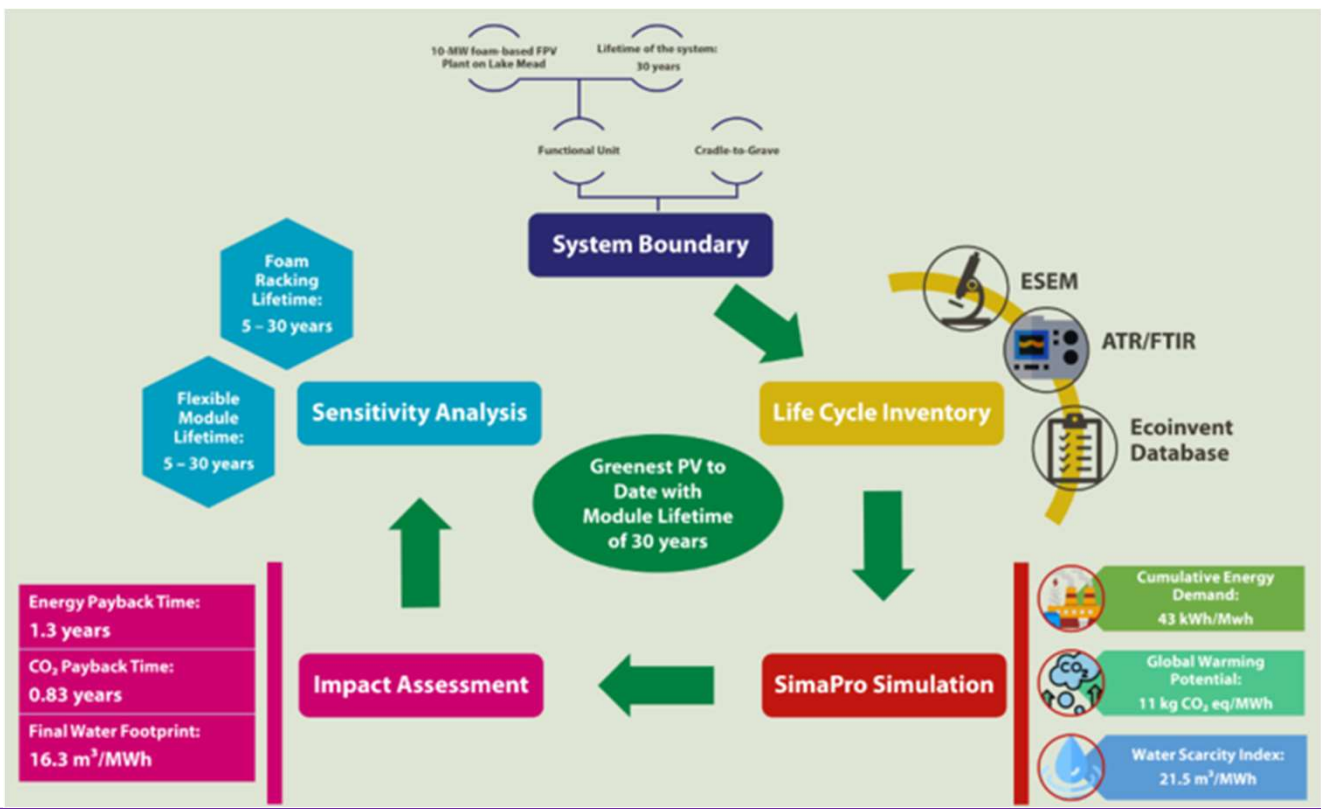 10-MW foam-based FPV
Plant on Lake Mead
Lifetime of the system:
30 years
Functional Unit
Cradle-to-Grave
System Boundary
Foam
Racking
Lifetime:
5 – 30 years
Flexible
Module
Lifetime:
5 – 30 years
Sensitivity Analysis
Life Cycle Inventory
ESEM
ATR/FTIR
Ecoinvent
Database
Greenest PV to
Date with
Module Lifetime
of 30 years
Energy Payback Time:
1.3 years
CO₂ Payback Time:
0.83 years
Final Water Footprint:
16.3 m³/MWh
Impact Assessment
SimaPro Simulation
Cumulative Energy
Demand:
43 kWh/Mwh
CO₂
Global Warming
Potential:
11 kg CO₂ eq/MWh
Water Scarcity Index:
21.5 m³/MWh